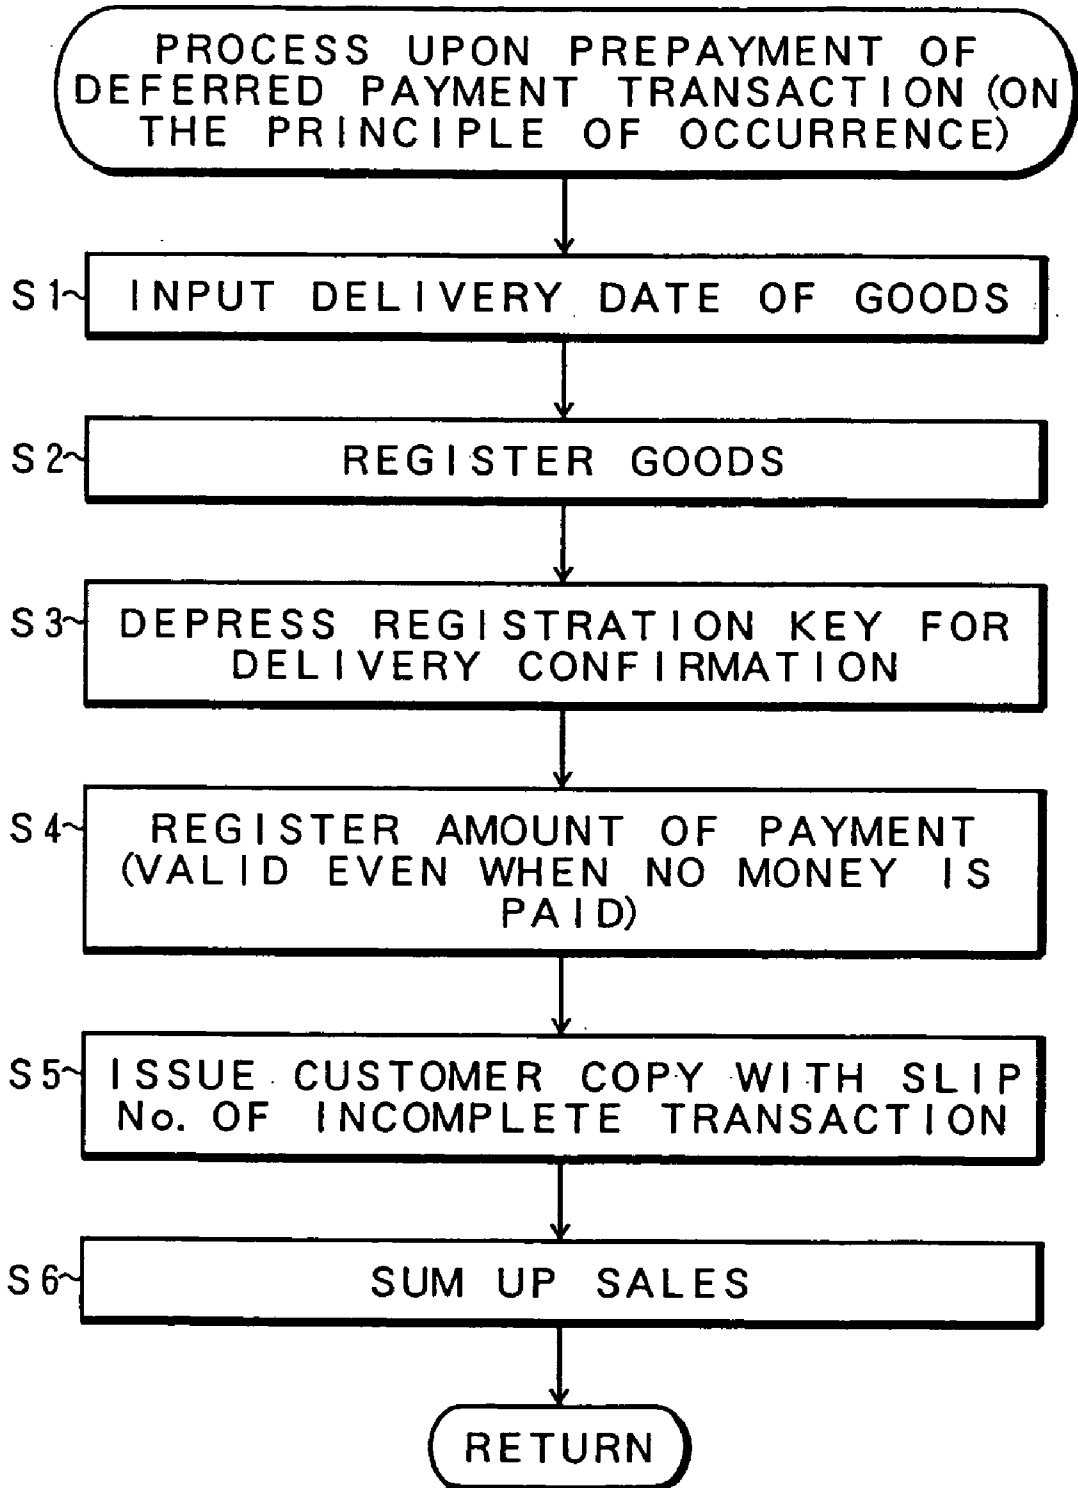 PROCESS UPON PREPAYMENT OF
DEFERRED PAYMENT TRANSACTION (ON
THE PRINCIPLE OF OCCURRENCE)
S1~ INPUT DELIVERY DATE OF GOODS
S2~ REGISTER GOODS
S3~ DEPRESS REGISTRATION KEY FOR
DELIVERY CONFIRMATION
S4~ REGISTER AMOUNT OF PAYMENT
(VALID EVEN WHEN NO MONEY IS
PAID)
S5~ ISSUE CUSTOMER COPY WITH SLIP
No. OF INCOMPLETE TRANSACTION
S6~ SUM UP SALES
RETURN